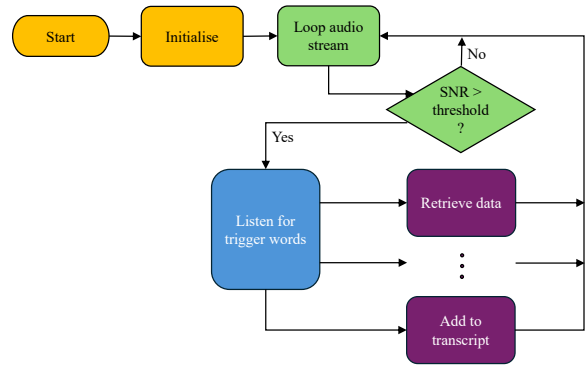 Start
Initialise
Loop audio
stream
No
SNR >
threshold
?
Yes
Listen for
trigger words
Retrieve data
Add to
transcript